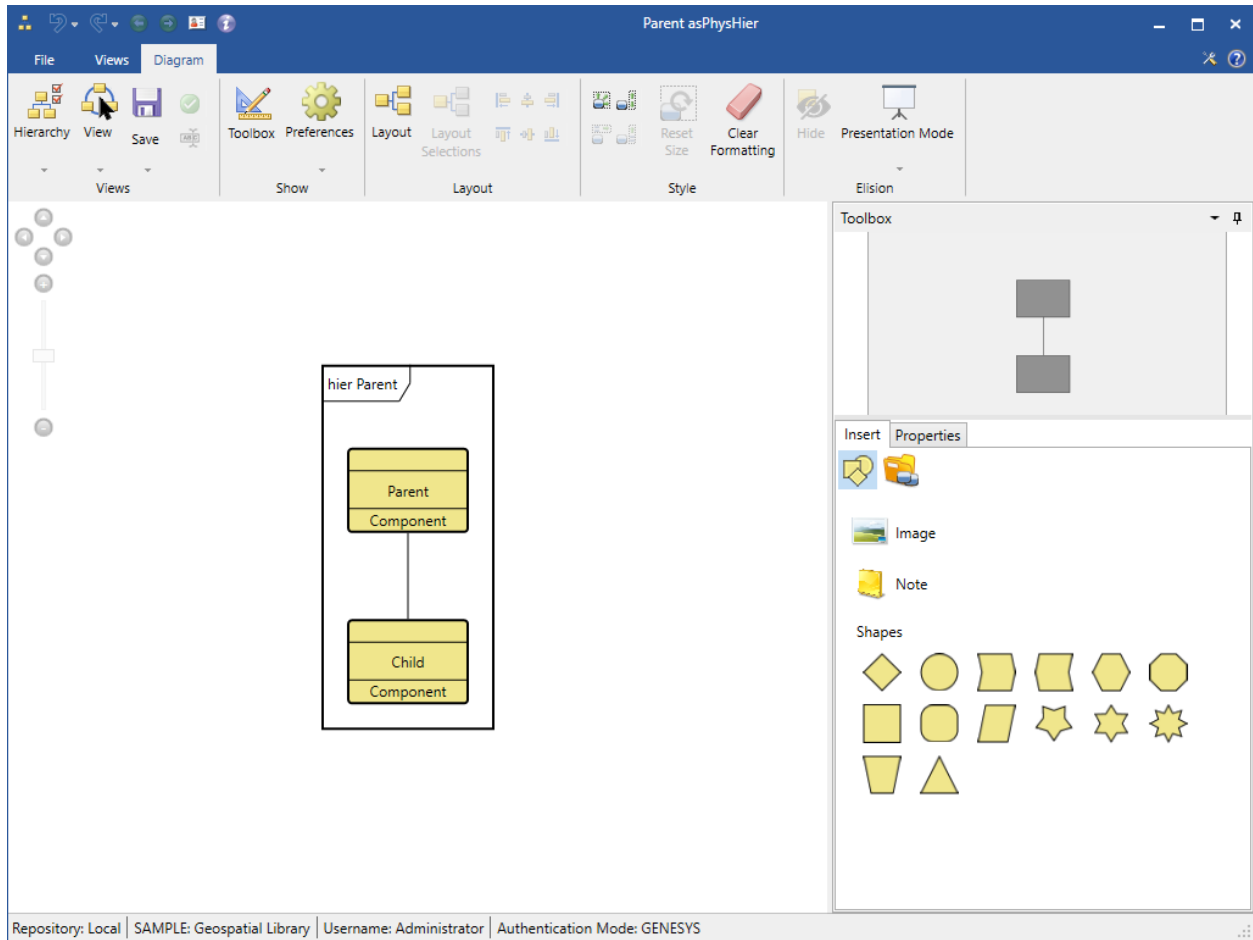 Parent asPhysHier
File Views Diagram
Hierarchy View Save Toolbox Preferences Layout Layout Selections Reset Size Clear Formatting Hide Presentation Mode
Views Show Layout Style Elision
Toolbox
hier Parent
Parent
Component
Child
Component
Insert Properties
Image
Note
Shapes
Repository: Local SAMPLE: Geospatial Library Username: Administrator Authentication Mode: GENESYS